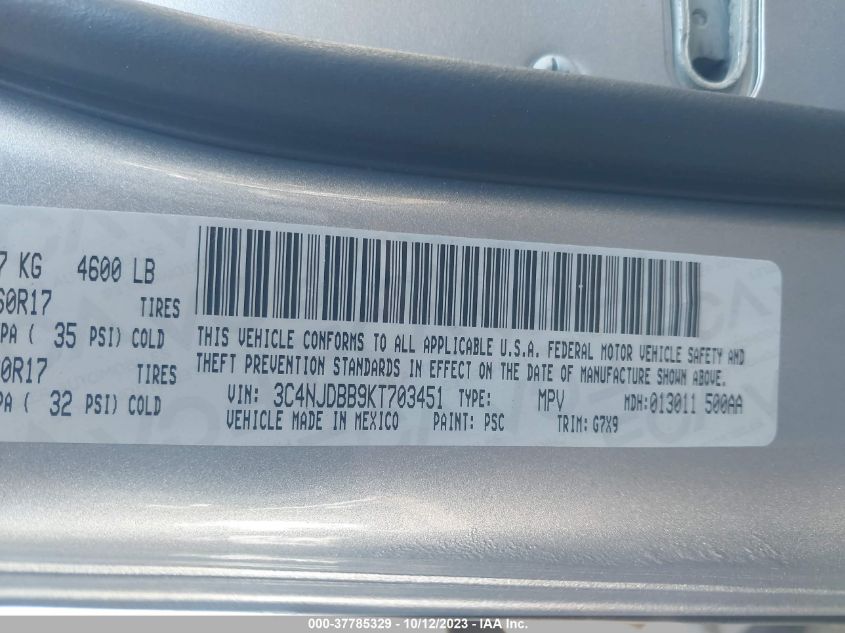 7 KG 4600 LB
60R17 TIRES
PA ( 35 PSI) COLD
0R17 TIRES
PA ( 32 PSI) COLD
THIS VEHICLE CONFORMS TO ALL APPLICABLE U.S.A. FEDERAL MOTOR VEHICLE SAFETY AND
THEFT PREVENTION STANDARDS IN EFFECT ON THE DATE OF MANUFACTURE SHOWN ABOVE.
VIN: 3C4NJDBB9KT703451 TYPE: MPV MDH:013011 500AA
VEHICLE MADE IN MEXICO PAINT: PSC TRIM: G7X9
000-37785329 - 10/12/2023 - IAA Inc.